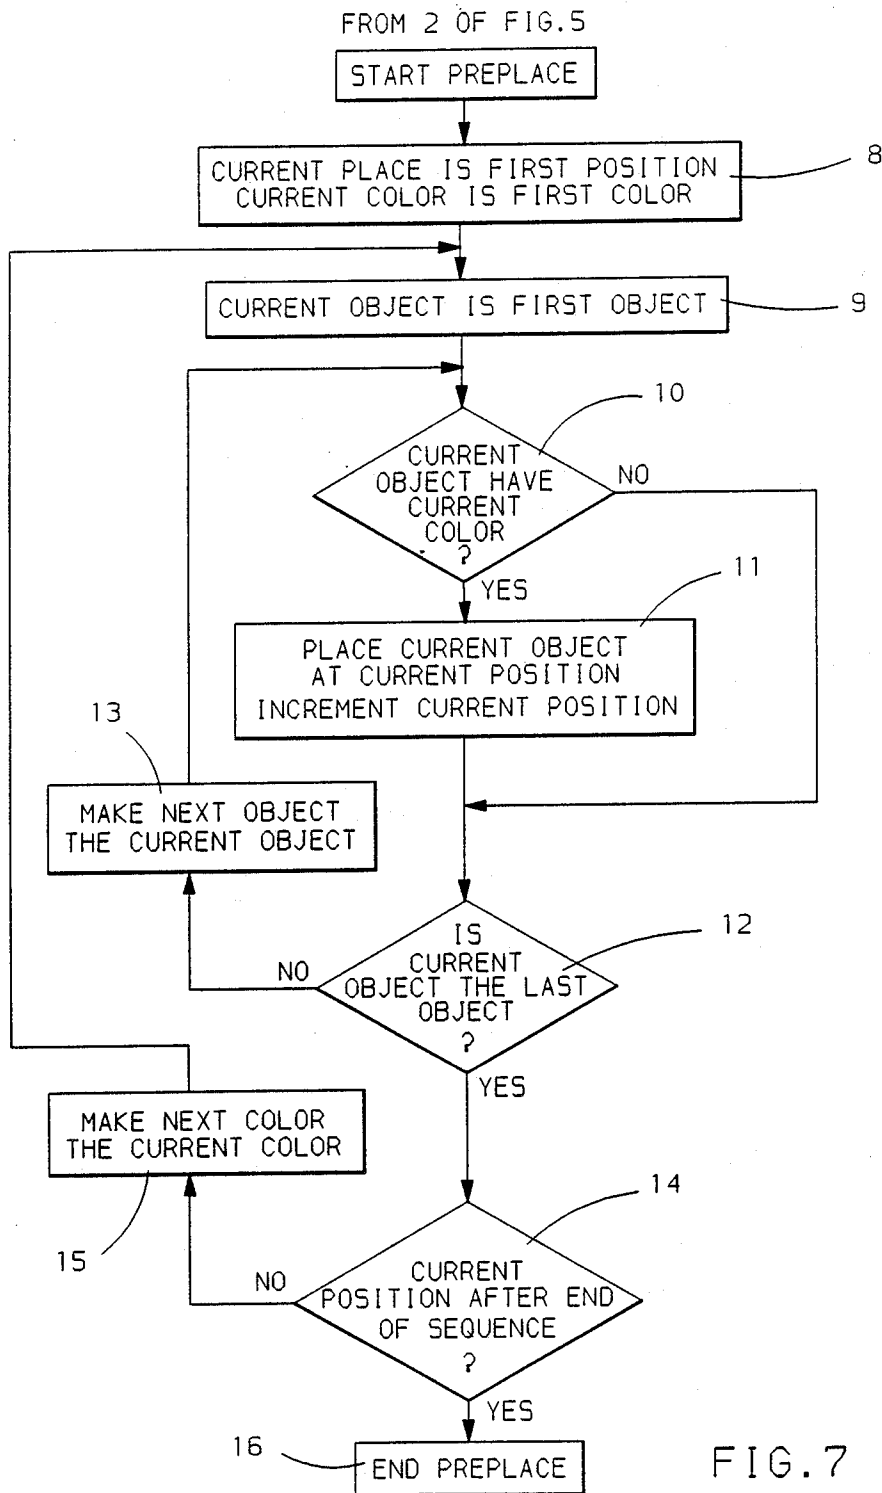 FROM 2 OF FIG.5
START PREPLACE
CURRENT PLACE IS FIRST POSITION
CURRENT COLOR IS FIRST COLOR
8
CURRENT OBJECT IS FIRST OBJECT
9
10
CURRENT
OBJECT HAVE
CURRENT
COLOR
?
NO
YES
11
PLACE CURRENT OBJECT
AT CURRENT POSITION
INCREMENT CURRENT POSITION
13
MAKE NEXT OBJECT
THE CURRENT OBJECT
12
IS
CURRENT
OBJECT THE LAST
OBJECT
?
NO
YES
MAKE NEXT COLOR
THE CURRENT COLOR
15
14
CURRENT
POSITION AFTER END
OF SEQUENCE
?
NO
YES
16
END PREPLACE
FIG.7